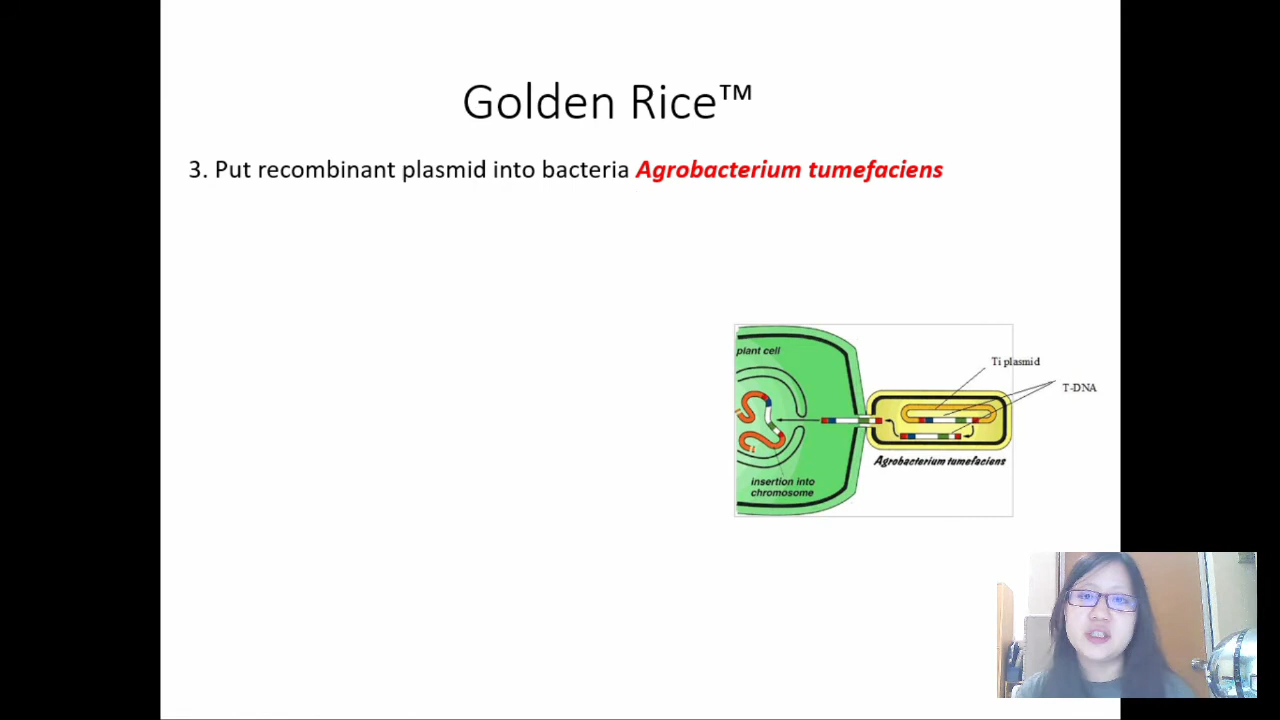 Golden Rice™
3. Put recombinant plasmid into bacteria Agrobacterium tumefaciens
plant cell
Ti plasmid
T-DNA
Agrobacterium tumefaciens
insertion into
chromosome